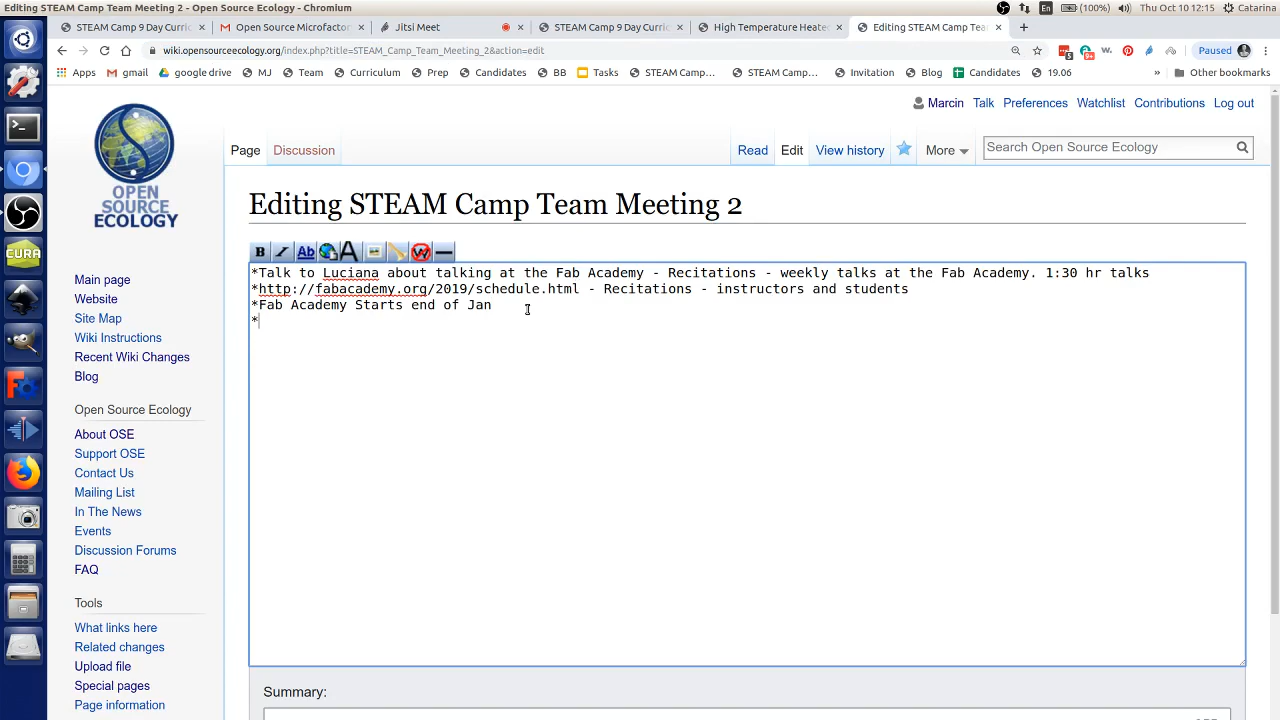 Editing STEAM Camp Team Meeting 2 - Open Source Ecology - Chromium
En (100%) Thu Oct 10 12:15 Catarina
STEAM Camp 9 Day Curric
Open Source Microfactor
Jitsi Meet
STEAM Camp 9 Day Curric
High Temperature Heate
Editing STEAM Camp Tea
wiki.opensourceecology.org/index.php?title=STEAM_Camp_Team_Meeting_2&action=edit
Paused
Apps gmail google drive MJ Team Curriculum Prep Candidates BB Tasks STEAM Camp... STEAM Camp... Invitation Blog Candidates 19.06 » Other bookmarks
Marcin Talk Preferences Watchlist Contributions Log out
Page Discussion Read Edit View history More Search Open Source Ecology
OPEN
SOURCE
ECOLOGY
CURA
Editing STEAM Camp Team Meeting 2
B I Ab A W
*Talk to Luciana about talking at the Fab Academy - Recitations - weekly talks at the Fab Academy. 1:30 hr talks
*http://fabacademy.org/2019/schedule.html - Recitations - instructors and students
*Fab Academy Starts end of Jan
*
Main page
Website
Site Map
Wiki Instructions
Recent Wiki Changes
Blog
Open Source Ecology
About OSE
Support OSE
Contact Us
Mailing List
In The News
Events
Discussion Forums
FAQ
Tools
What links here
Related changes
Upload file
Special pages
Page information
Summary: